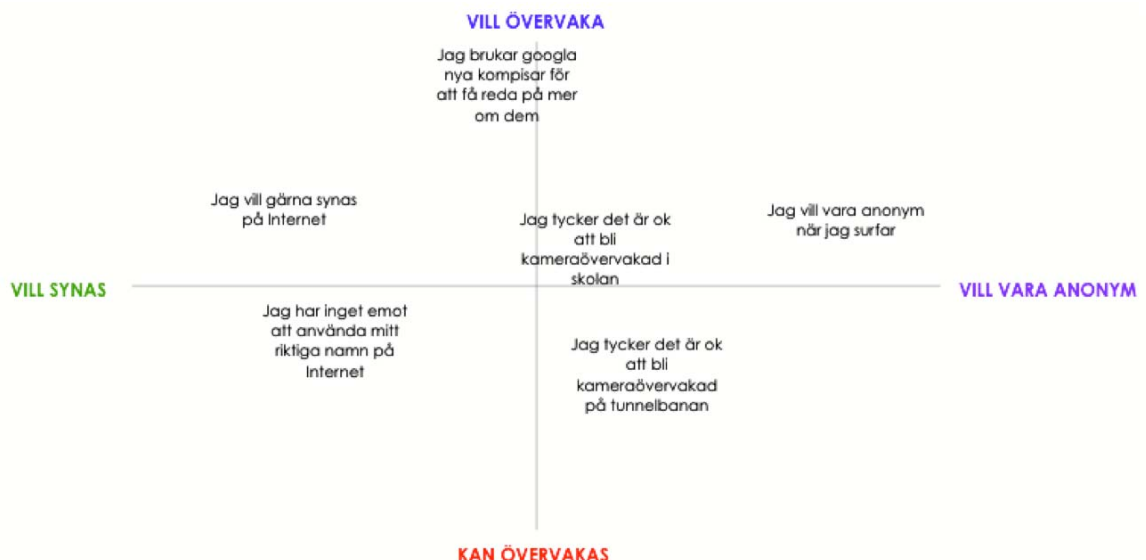 VILL ÖVERVAKA
Jag brukar googla
nya kompisar för
att få reda på mer
om dem
Jag vill gärna synas
på Internet
Jag tycker det är ok
att bli
kameraövervakad i
skolan
Jag vill vara anonym
när jag surfar
VILL SYNAS
VILL VARA ANONYM
Jag har inget emot
att använda mitt
riktiga namn på
Internet
Jag tycker det är ok
att bli
kameraövervakad
på tunnelbanan
KAN ÖVERVAKAS